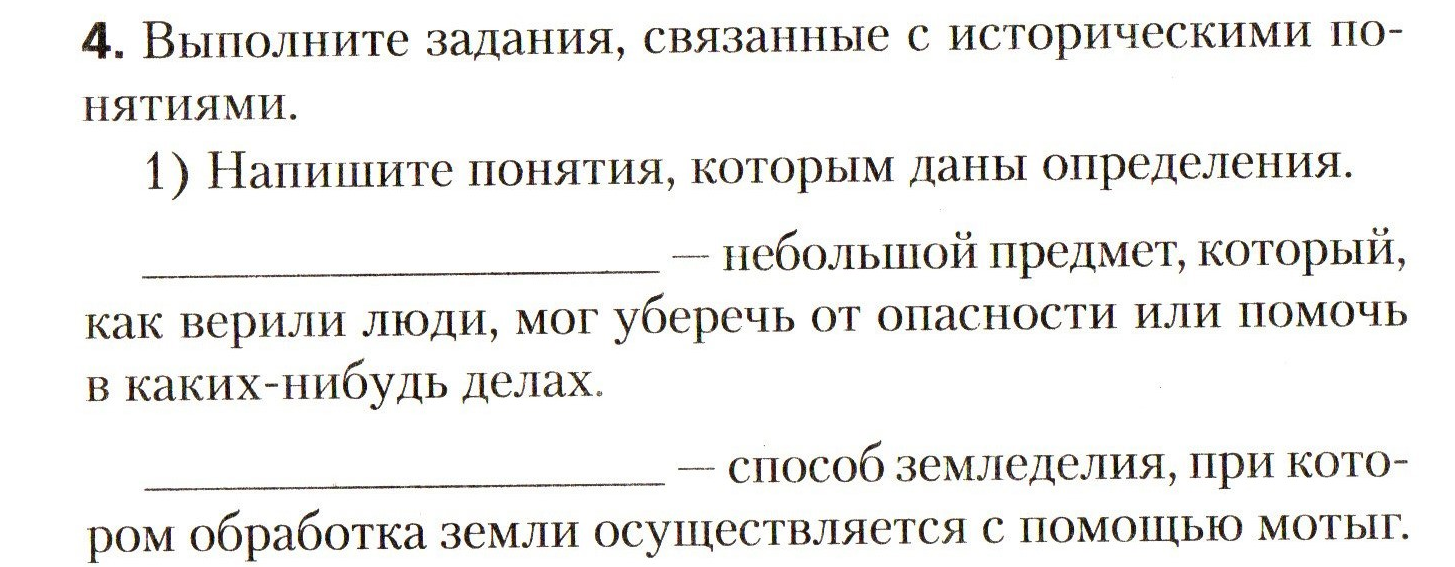 4. Выполните задания, связанные с историческими по-
нятиями.
1) Напишите понятия, которым даны определения.
— небольшой предмет, который,
как верили люди, мог уберечь от опасности или помочь
в каких-нибудь делах.
— способ земледелия, при кото-
ром обработка земли осуществляется с помощью мотыг.